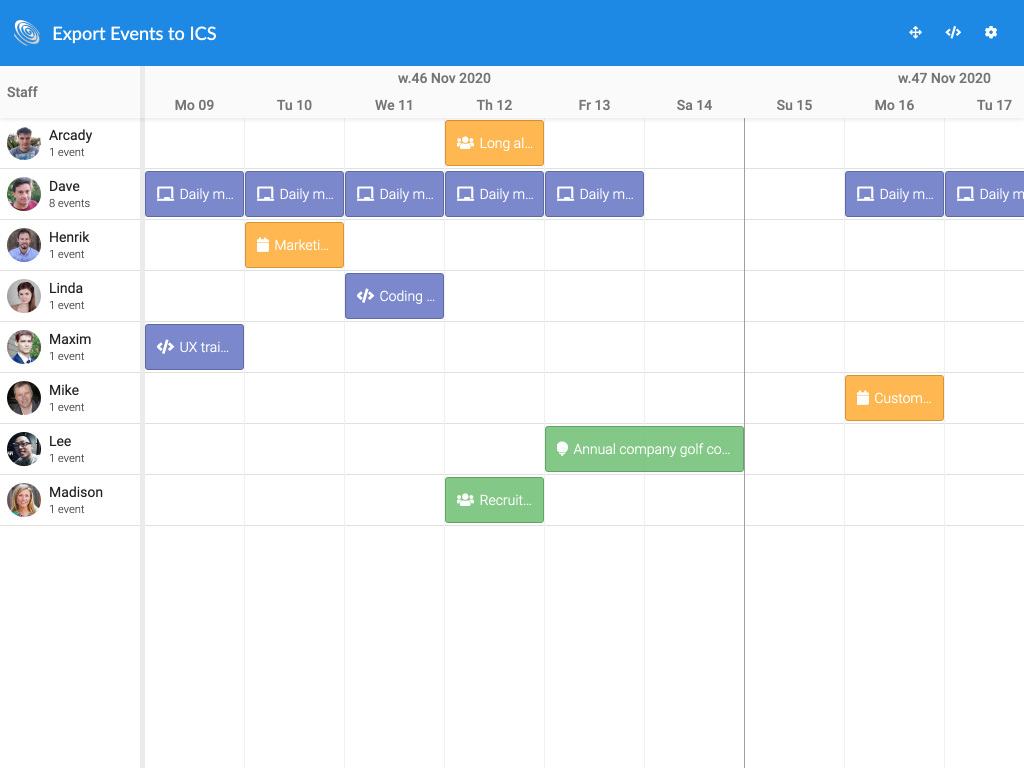 Export Events to ICS
Staff
w.46 Nov 2020
w.47 Nov 2020
Mo 09
Tu 10
We 11
Th 12
Fr 13
Sa 14
Su 15
Mo 16
Tu 17
Arcady
1 event
Long al...
Dave
8 events
Daily m...
Daily m...
Daily m...
Daily m...
Daily m...
Daily m...
Daily m
Henrik
1 event
Marketi...
Linda
1 event
Coding ...
Maxim
1 event
UX trai...
Mike
1 event
Custom...
Lee
1 event
Annual company golf co...
Madison
1 event
Recruit...